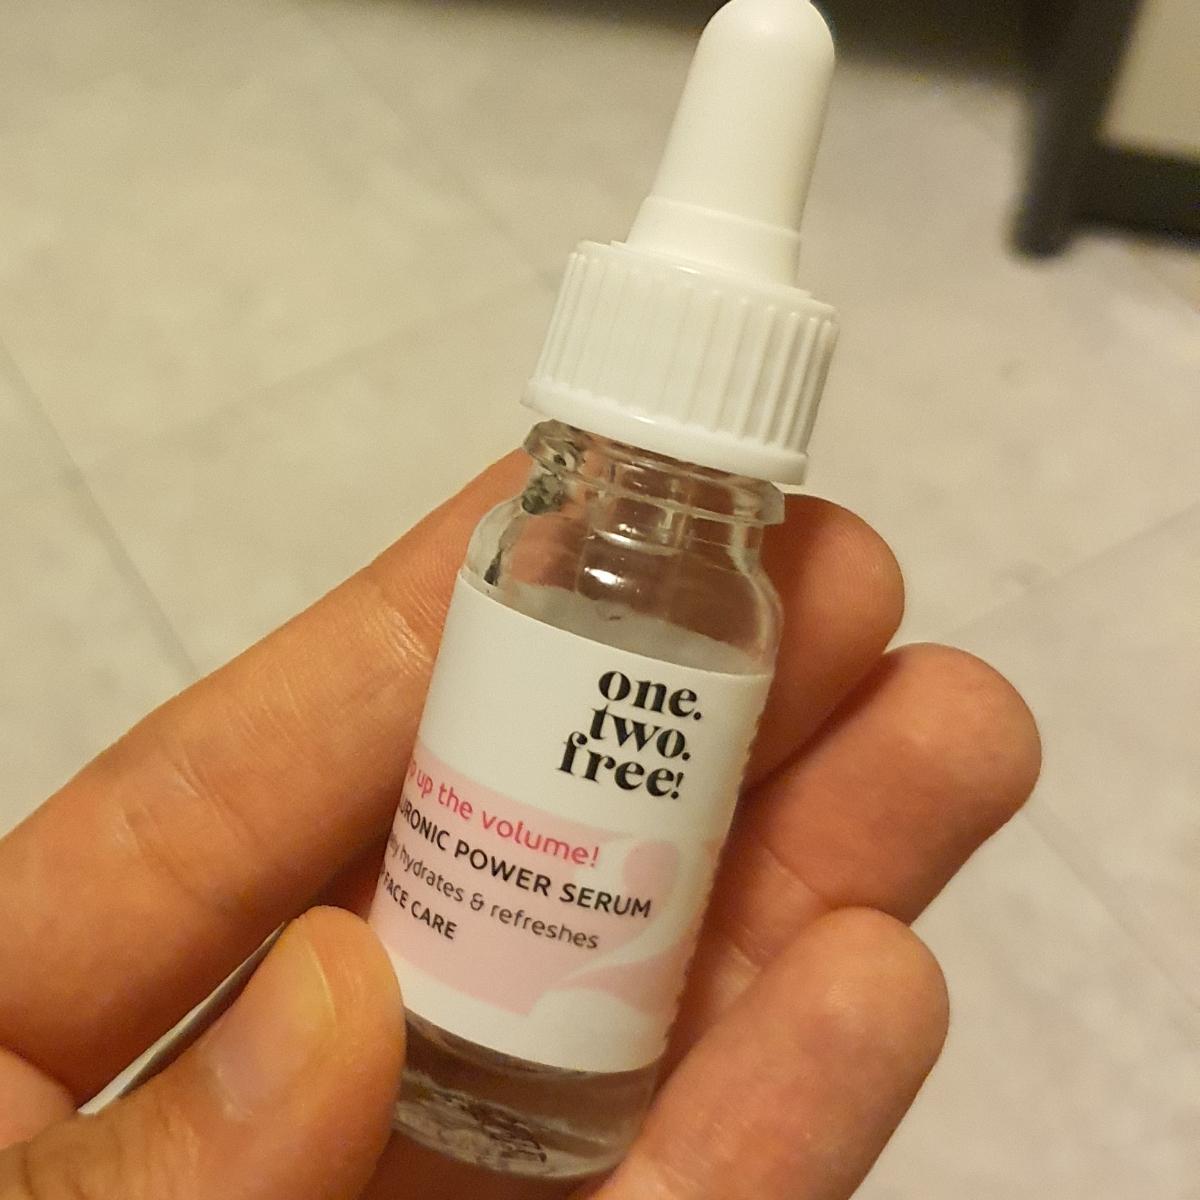 one.
two.
free!
up the volume!
URONIC POWER SERUM
hydrates & refreshes
FACE CARE